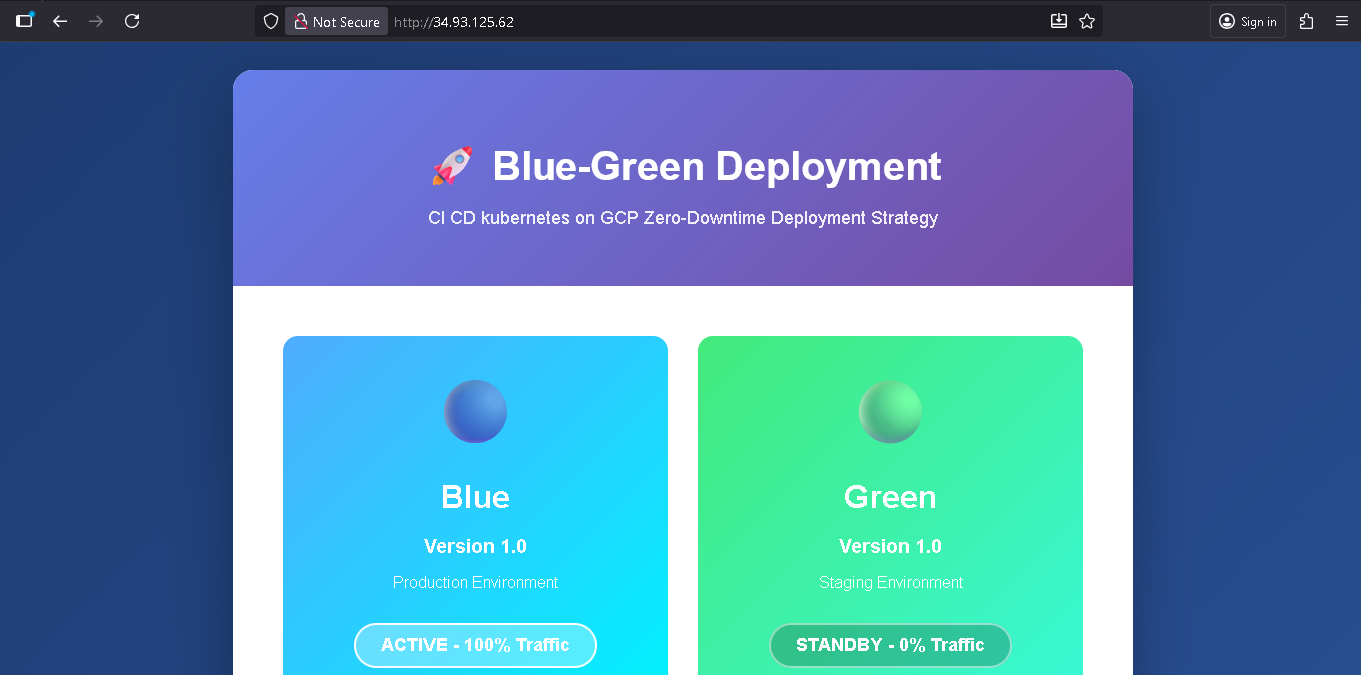 Not Secure
http://34.93.125.62
Sign in
Blue-Green Deployment
CI CD kubernetes on GCP Zero-Downtime Deployment Strategy
Blue
Version 1.0
Production Environment
ACTIVE - 100% Traffic
Green
Version 1.0
Staging Environment
STANDBY - 0% Traffic